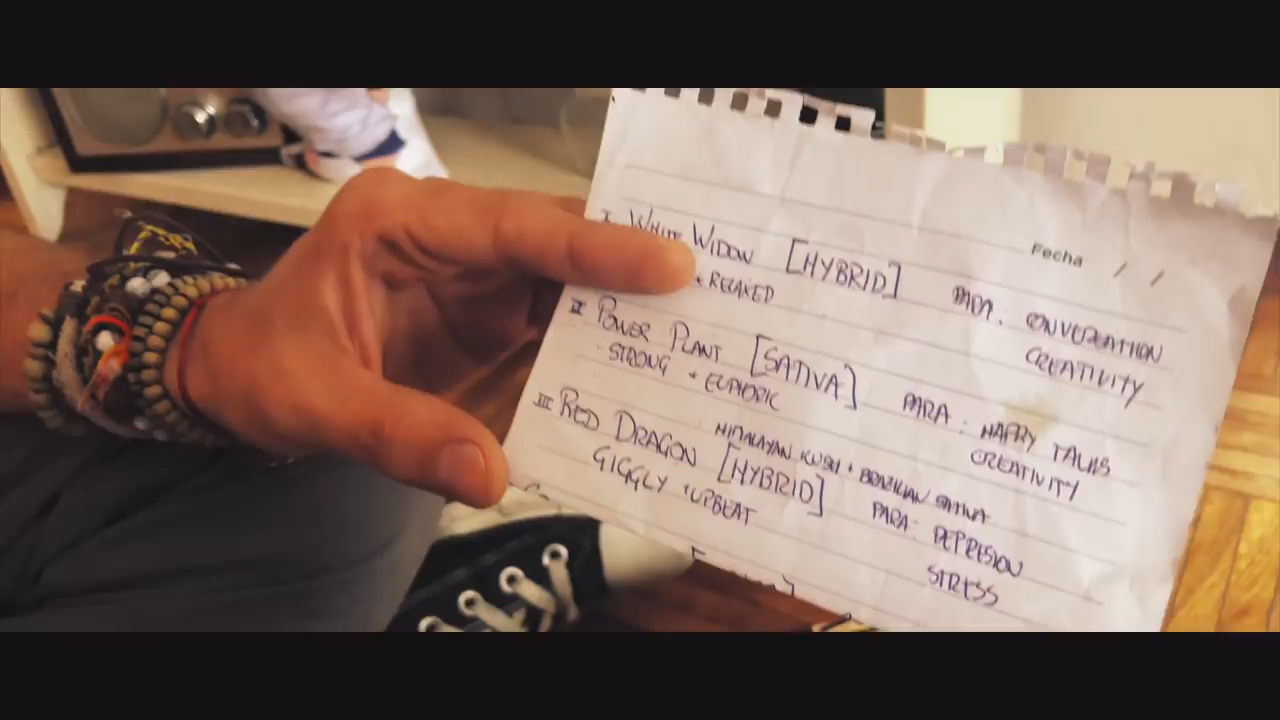 Fecha / /
I WHITE WIDOW [HYBRID] PARA: CONVERSATION
+ RELAXED CREATIVITY
II POWER PLANT [SATIVA] PARA: HAPPY TALKS
STRONG + EUPHORIC CREATIVITY
HIMALAYAN KUSH + BRAZILIAN SATIVA
III RED DRAGON [HYBRID] PARA: DEPRESION
GIGGLY + UPBEAT STRESS